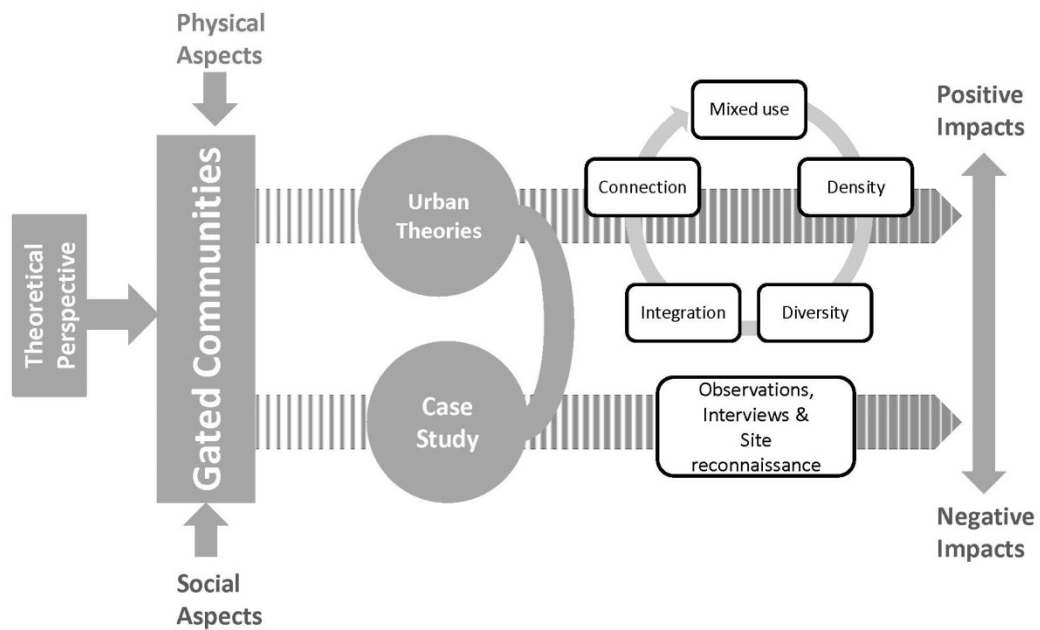 Physical
Aspects
Theoretical
Perspective
Gated Communities
Social
Aspects
Urban
Theories
Case
Study
Mixed use
Connection
Density
Integration
Diversity
Observations,
Interviews &
Site
reconnaissance
Positive
Impacts
Negative
Impacts